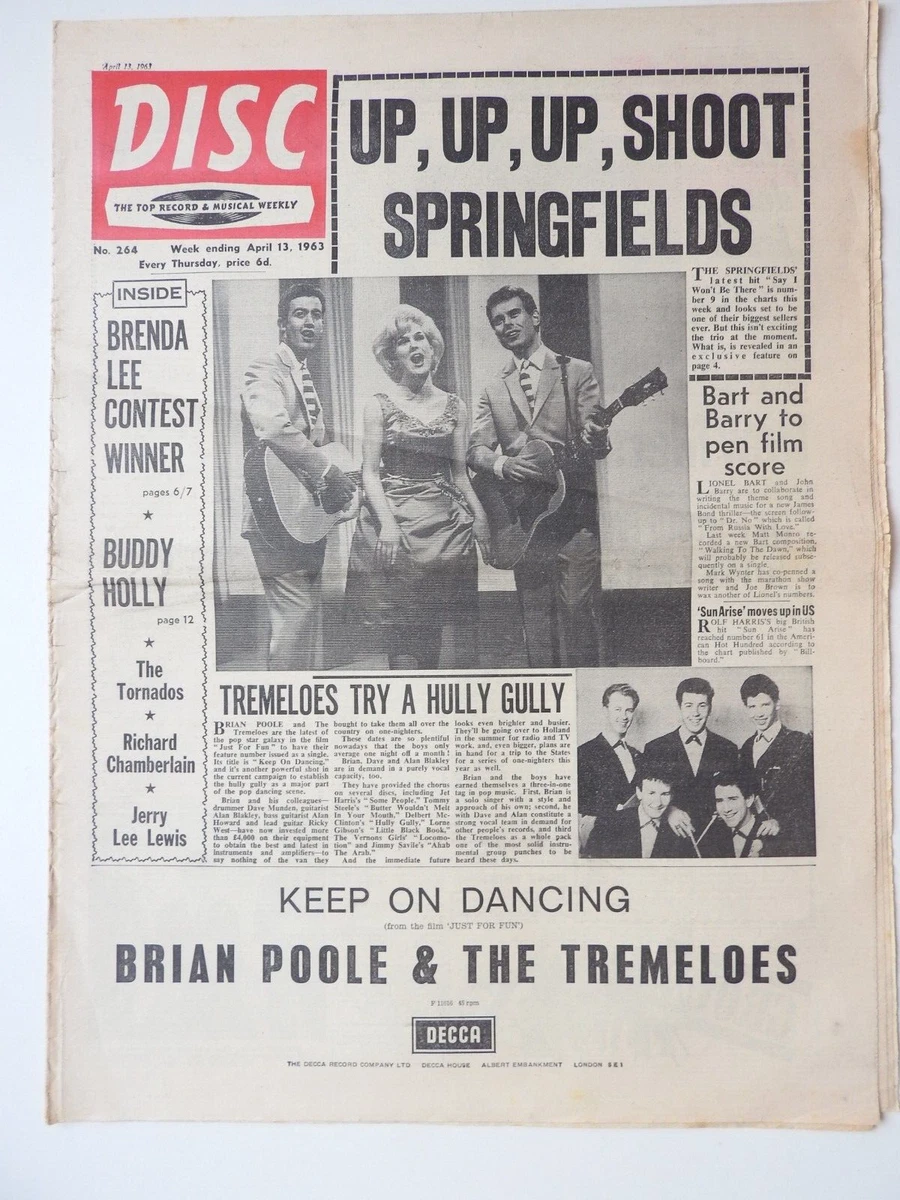 April 13, 1963
DISC
THE TOP RECORD & MUSICAL WEEKLY
No. 264 Week ending April 13, 1963
Every Thursday, price 6d.
UP, UP, UP, SHOOT
SPRINGFIELDS
INSIDE
BRENDA
LEE
CONTEST
WINNER
pages 6/7
★
BUDDY
HOLLY
page 12
★
The
Tornados
★
Richard
Chamberlain
★
Jerry
Lee Lewis
THE SPRINGFIELDS'
latest hit "Say I
Won't Be There" is num-
ber 9 in the charts this
week and looks set to be
one of their biggest sellers
ever. But this isn't exciting
the trio at the moment.
What is, is revealed in an
exclusive feature on
page 4.
Bart and
Barry to
pen film
score
LIONEL BART and John
Barry are to collaborate in
writing the theme song and
incidental music for a new James
Bond thriller—the screen follow-
up to "Dr. No" which is called
"From Russia With Love."
Last week Matt Monro re-
corded a new Bart composition,
"Walking To The Dawn," which
will probably be released subse-
quently on a single.
Mark Wynter has co-penned a
song with the marathon show
writer and Joe Brown is to
wax another of Lionel's numbers.
'Sun Arise' moves up in US
ROLF HARRIS'S big British
hit "Sun Arise" has
reached number 61 in the Ameri-
can Hot Hundred according to
the chart published by "Bill-
board."
TREMELOES TRY A HULLY GULLY
BRIAN POOLE and The
Tremeloes are the latest of
the pop star galaxy in the film
"Just For Fun" to have their
feature number issued as a single.
Its title is "Keep On Dancing,"
and it's another powerful shot in
the current campaign to establish
the hully gully as a major part
of the pop dancing scene.
Brian and his colleagues—
drummer Dave Munden, guitarist
Alan Blakley, bass guitarist Alan
Howard and lead guitar Ricky
West—have now invested more
than £4,000 on their equipment
to obtain the best and latest in
instruments and amplifiers—to
say nothing of the van they
bought to take them all over the
country on one-nighters.
These dates are so plentiful
nowadays that the boys only
average one night off a month!
Brian, Dave and Alan Blakley
are in demand in a purely vocal
capacity, too.
They have provided the chorus
on several discs, including Jet
Harris's "Some People," Tommy
Steele's "Butter Wouldn't Melt
In Your Mouth," Delbert Mc-
Clinton's "Hully Gully," Lorne
Gibson's "Little Black Book,"
The Vernons Girls' "Locomo-
tion" and Jimmy Savile's "Ahab
The Arab."
And the immediate future
looks even brighter and busier.
They'll be going over to Holland
in the summer for radio and TV
work, and, even bigger, plans are
in hand for a trip to the States
for a series of one-nighters this
year as well.
Brian and the boys have
earned themselves a three-in-one
tag in pop music. First, Brian is
a solo singer with a style and
approach of his own; second, he
with Dave and Alan constitute a
strong vocal team in demand for
other people's records, and third
the Tremeloes as a whole pack
one of the most solid instru-
mental group punches to be
heard these days.
KEEP ON DANCING
(from the film 'JUST FOR FUN')
BRIAN POOLE & THE TREMELOES
45 rpm
DECCA
THE DECCA RECORD COMPANY LTD DECCA HOUSE ALBERT EMBANKMENT LONDON SE1